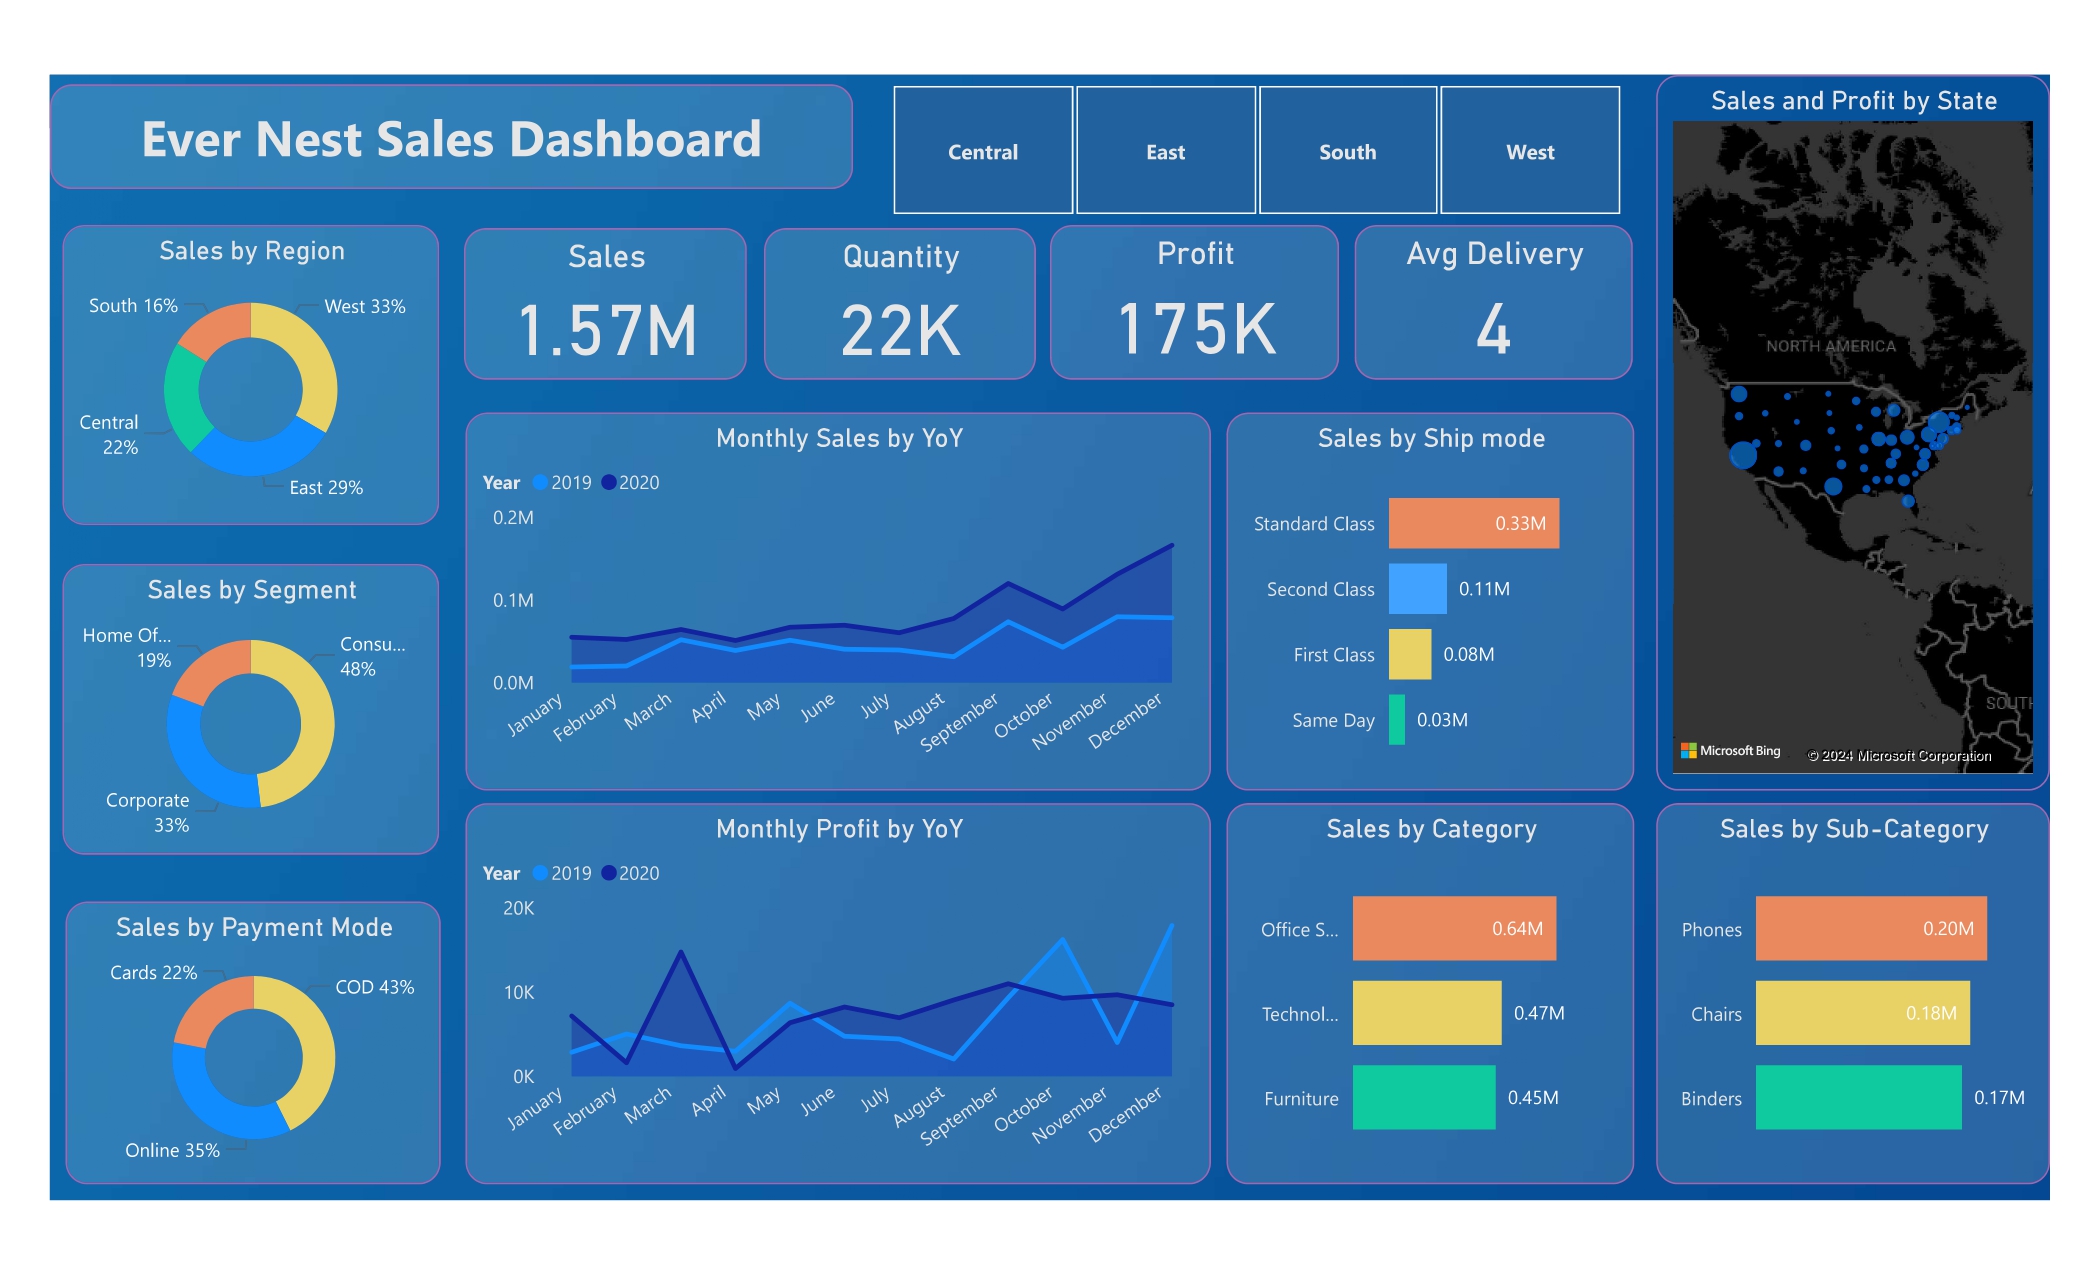 Ever Nest Sales Dashboard
Central
East
South
West
Sales and Profit by State
NORTH AMERICA
SOUTH
Microsoft Bing
© 2024 Microsoft Corporation
Sales by Region
South 16%
West 33%
Central
22%
East 29%
Sales
1.57M
Quantity
22K
Profit
175K
Avg Delivery
4
Sales by Segment
Home Of...
19%
Consu...
48%
Corporate
33%
Sales by Payment Mode
Cards 22%
COD 43%
Online 35%
Monthly Sales by YoY
Year 2019 2020
0.2M
0.1M
0.0M
January
February
March
April
May
June
July
August
September
October
November
December
Sales by Ship mode
Standard Class 0.33M
Second Class 0.11M
First Class 0.08M
Same Day 0.03M
Monthly Profit by YoY
Year 2019 2020
20K
10K
0K
January
February
March
April
May
June
July
August
September
October
November
December
Sales by Category
Office S... 0.64M
Technol... 0.47M
Furniture 0.45M
Sales by Sub-Category
Phones 0.20M
Chairs 0.18M
Binders 0.17M